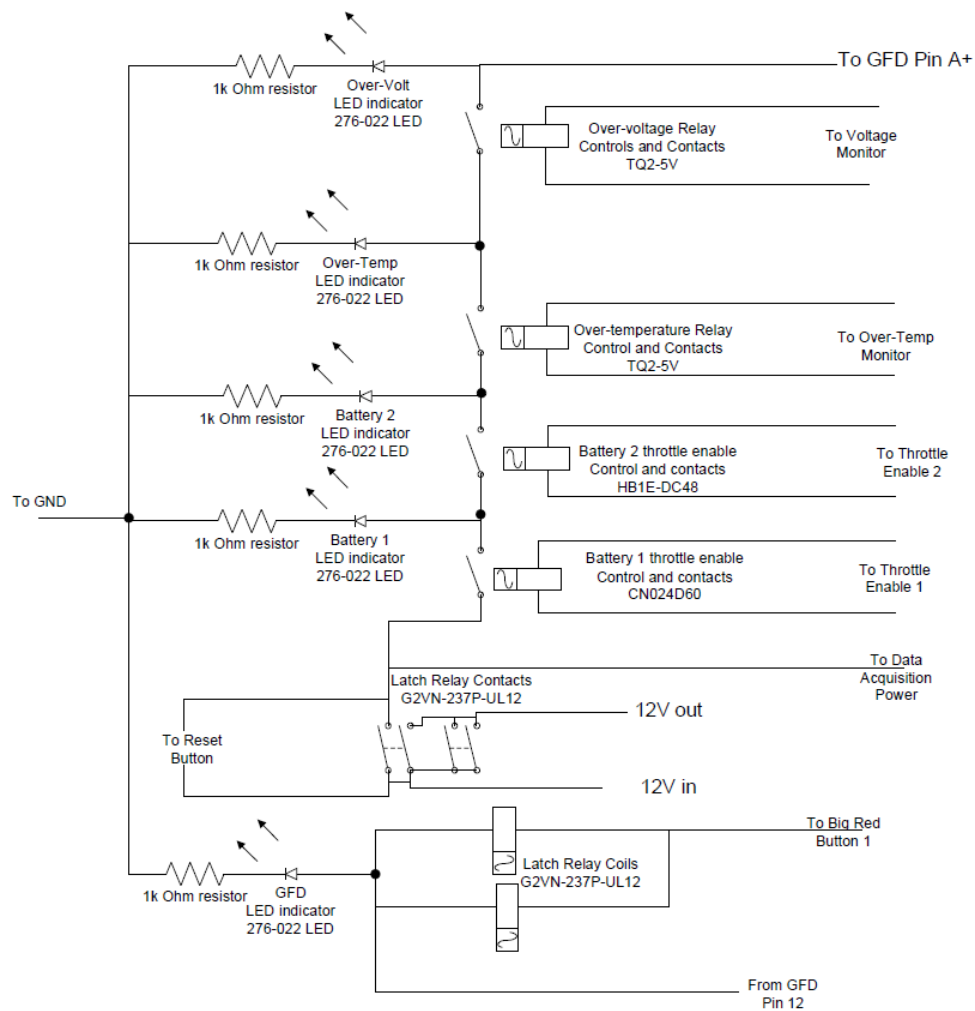 To GFD Pin A+
1k Ohm resistor
Over-Volt
LED indicator
276-022 LED
Over-voltage Relay
Controls and Contacts
TQ2-5V
To Voltage
Monitor
1k Ohm resistor
Over-Temp
LED indicator
276-022 LED
Over-temperature Relay
Control and Contacts
TQ2-5V
To Over-Temp
Monitor
1k Ohm resistor
Battery 2
LED indicator
276-022 LED
Battery 2 throttle enable
Control and contacts
HB1E-DC48
To Throttle
Enable 2
To GND
1k Ohm resistor
Battery 1
LED indicator
276-022 LED
Battery 1 throttle enable
Control and contacts
CN024D60
To Throttle
Enable 1
To Data
Acquisition
Power
Latch Relay Contacts
G2VN-237P-UL12
12V out
To Reset
Button
12V in
To Big Red
Button 1
Latch Relay Coils
G2VN-237P-UL12
1k Ohm resistor
GFD
LED indicator
276-022 LED
From GFD
Pin 12